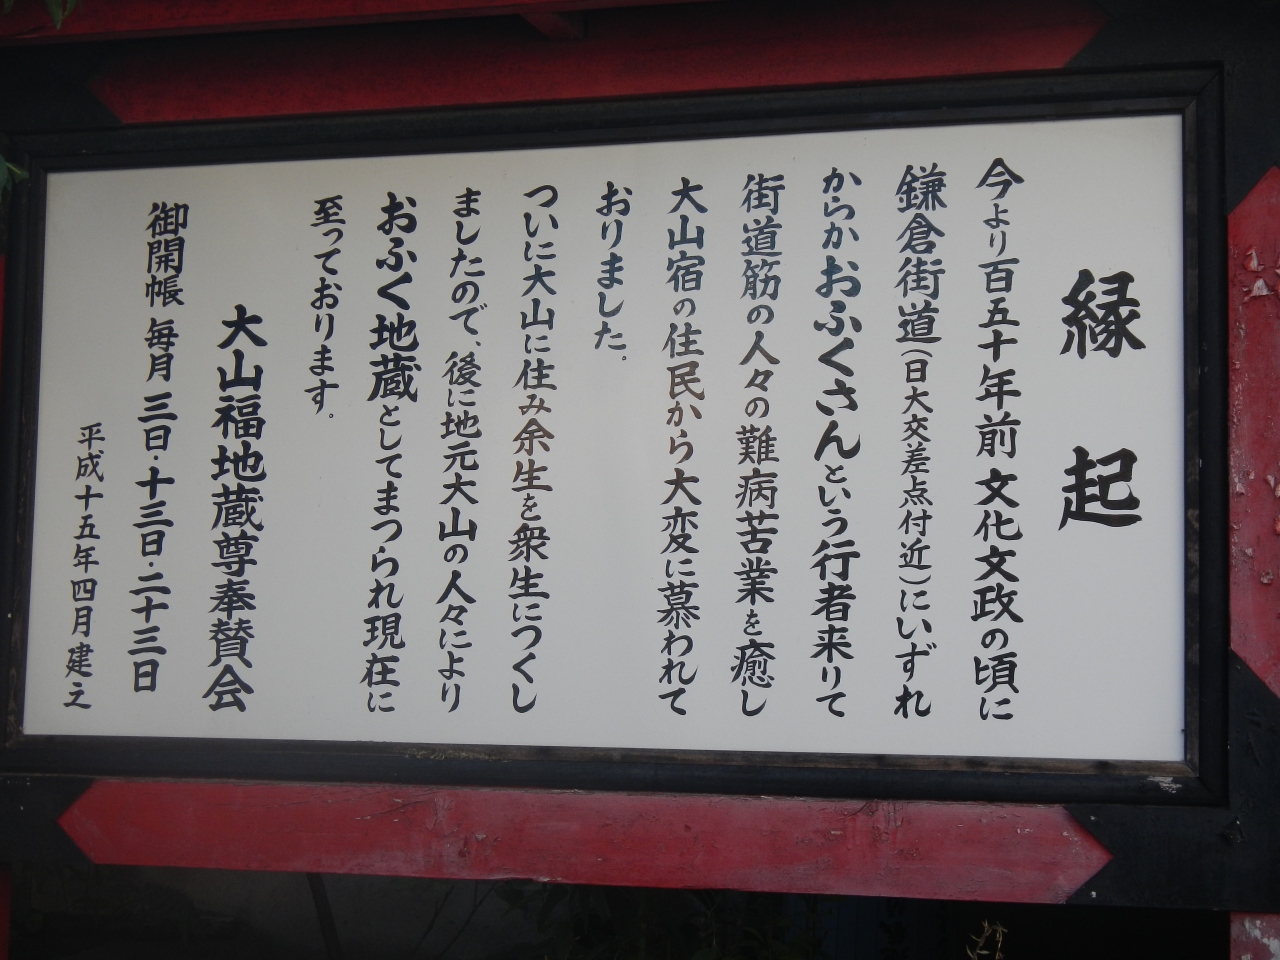 縁起
今より百五十年前文化文政の頃に
鎌倉街道(日大交差点付近)にいずれ
からかおふくさんという行者来りて
街道筋の人々の難病苦業を癒し
大山宿の住民から大変に慕われて
おりました。
ついに大山に住み余生を衆生につくし
ましたので、後に地元大山の人々により
おふく地蔵としてまつられ現在に
至っております。
大山福地蔵尊奉賛会
御開帳 毎月 三日・十三日・二十三日
平成十五年四月 建之